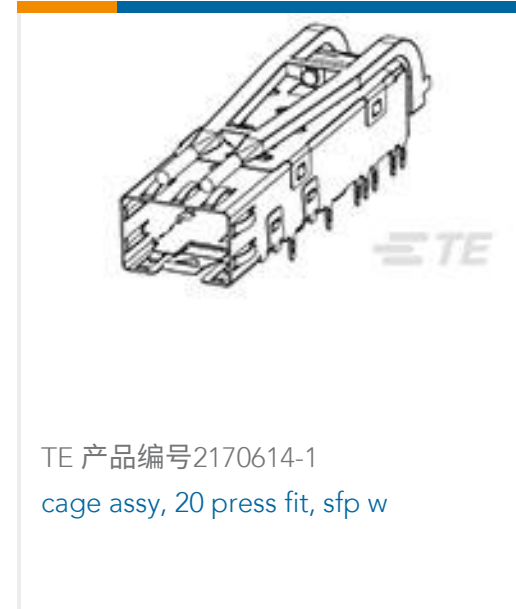 TE
TE 产品编号2170614-1
cage assy, 20 press fit, sfp w